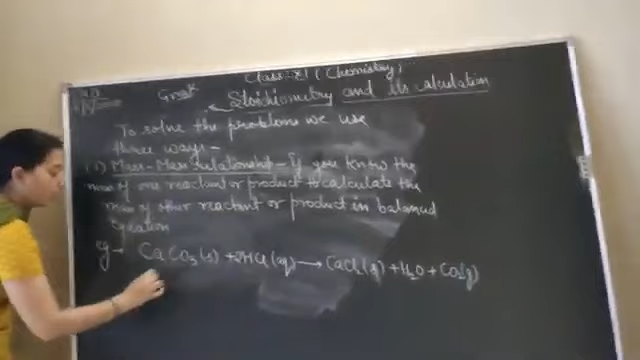 Class-XI (Chemistry)
Greek
Stoichiometry and its calculation
To solve the problems we use
three ways-
(1) Mass-Mass relationship - If you know the
mass of one reactant or product to calculate the
mass of other reactant or product in balanced
equation
eg → CaCO₃(s) + 2HCl(aq) → CaCl₂(g) + H₂O + CO₂(g)